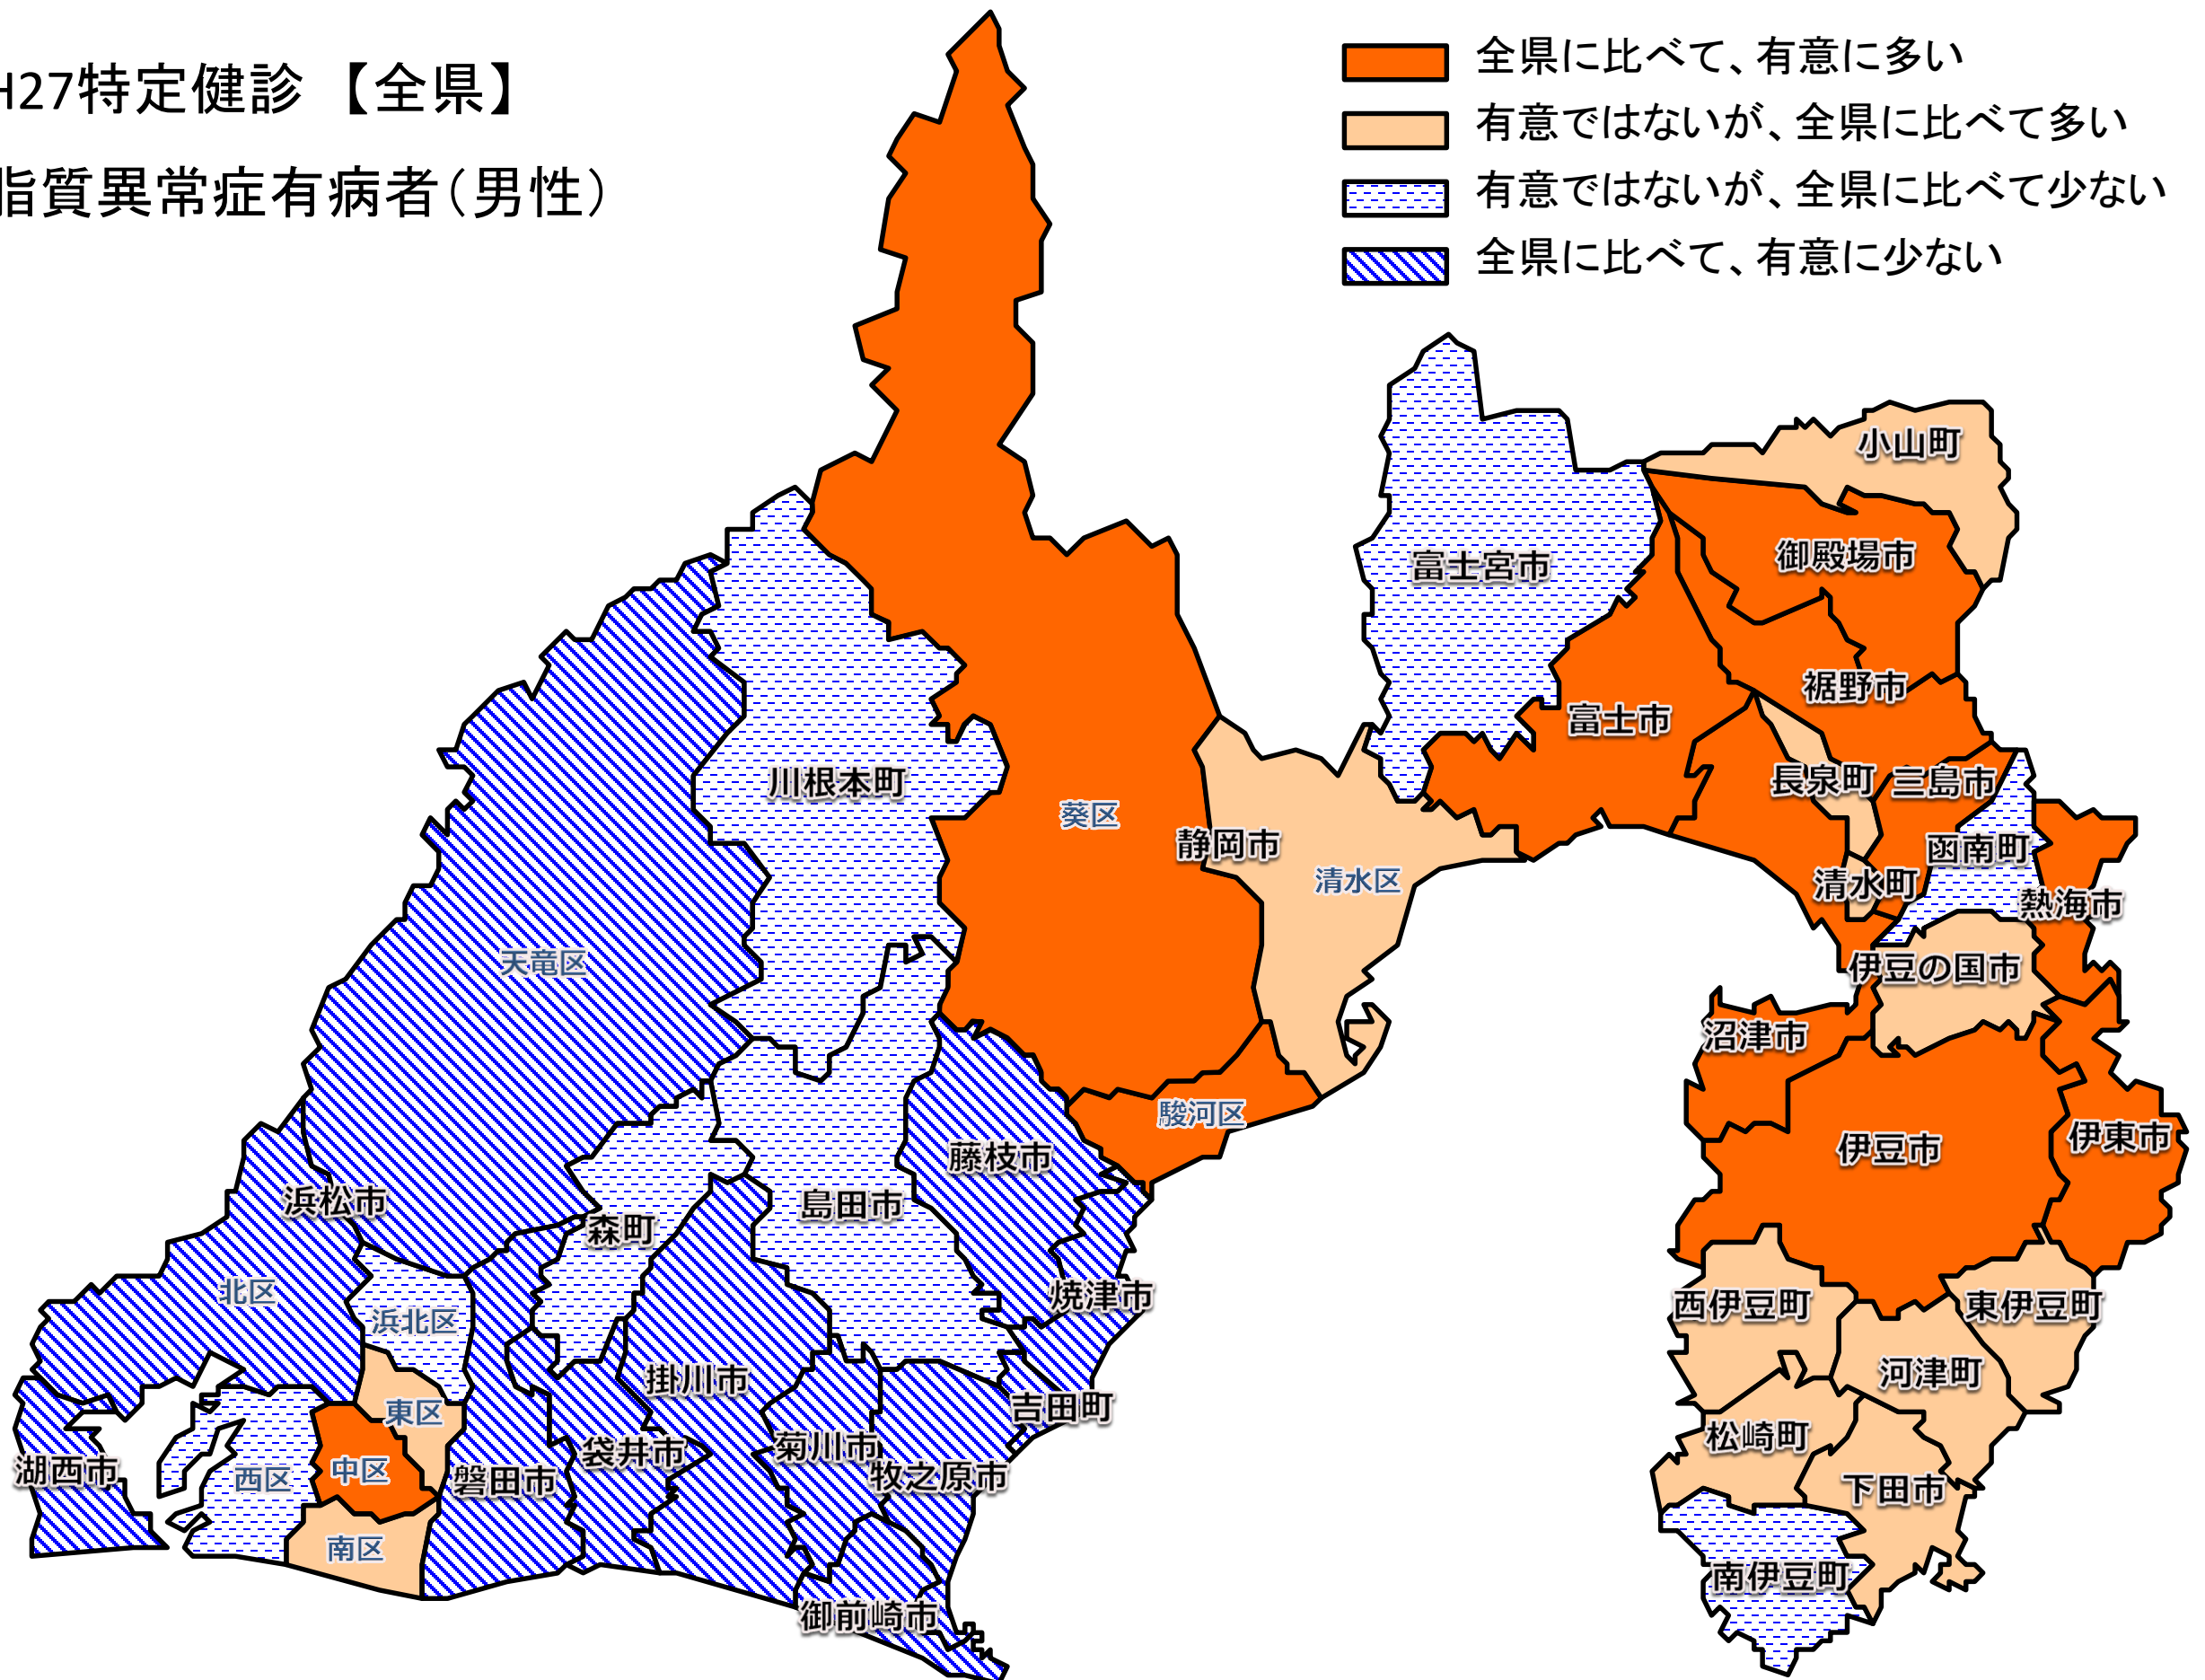 H27特定健診 【全県】
脂質異常症有病者（男性）
全県に比べて、有意に多い
有意ではないが、全県に比べて多い
有意ではないが、全県に比べて少ない
全県に比べて、有意に少ない
小山町
御殿場市
富士宮市
裾野市
富士市
長泉町
三島市
川根本町
葵区
静岡市
清水区
函南町
清水町
熱海市
天竜区
伊豆の国市
沼津市
駿河区
伊東市
伊豆市
藤枝市
浜松市
島田市
森町
北区
焼津市
西伊豆町
東伊豆町
浜北区
河津町
掛川市
東区
吉田町
松崎町
菊川市
袋井市
湖西市
西区
中区
磐田市
牧之原市
下田市
南区
南伊豆町
御前崎市